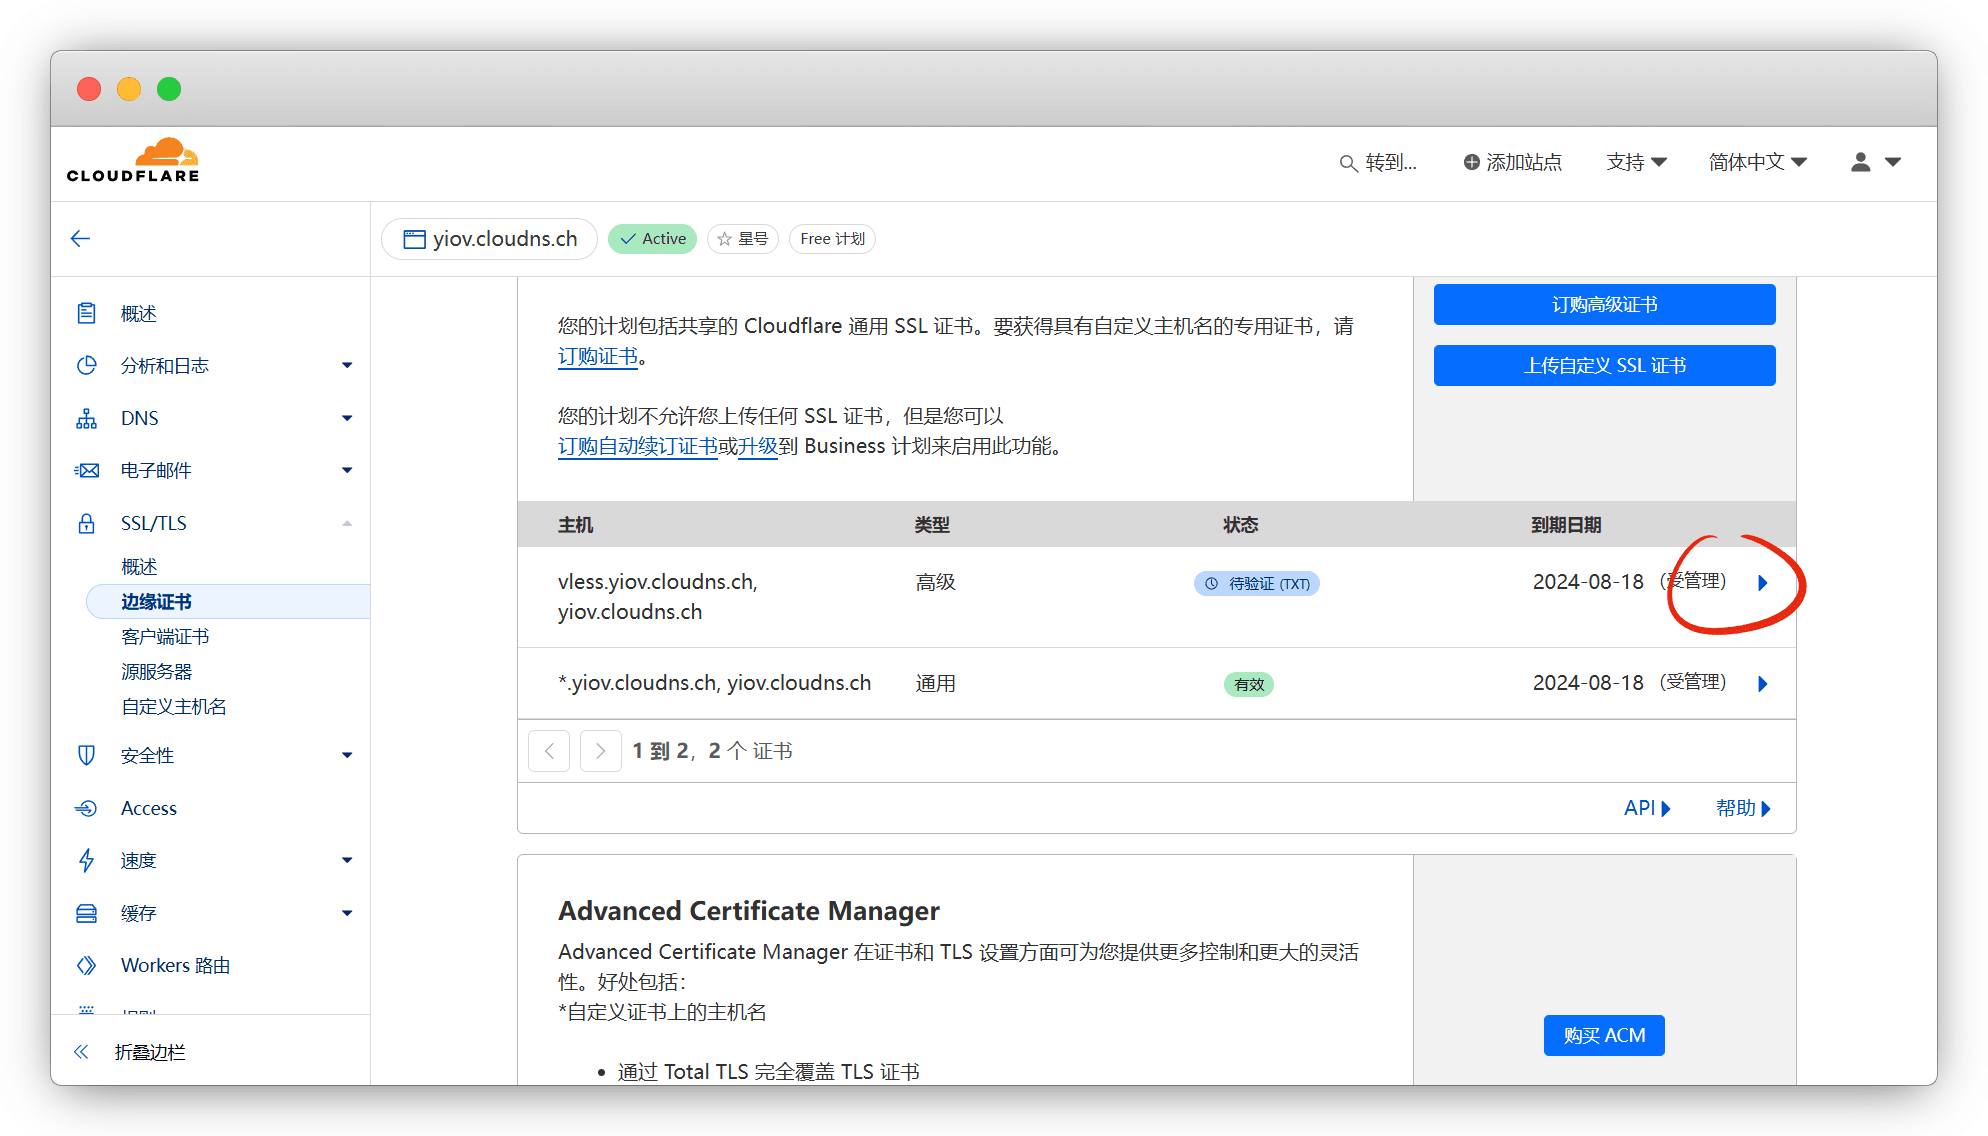 CLOUDFLARE
转到...
添加站点
支持
简体中文
yiov.cloudns.ch
Active
星号
Free 计划
概述
分析和日志
DNS
电子邮件
SSL/TLS
概述
边缘证书
客户端证书
源服务器
自定义主机名
安全性
Access
速度
缓存
Workers 路由
折叠边栏
您的计划包括共享的 Cloudflare 通用 SSL 证书。要获得具有自定义主机名的专用证书，请
订购证书。
您的计划不允许您上传任何 SSL 证书，但是您可以
订购自动续订证书或升级到 Business 计划来启用此功能。
订购高级证书
上传自定义 SSL 证书
主机 类型 状态 到期日期
vless.yiov.cloudns.ch, 高级 待验证 (TXT) 2024-08-18 （受管理）
yiov.cloudns.ch
*.yiov.cloudns.ch, yiov.cloudns.ch 通用 有效 2024-08-18 （受管理）
1 到 2，2 个 证书
API 帮助
Advanced Certificate Manager
Advanced Certificate Manager 在证书和 TLS 设置方面可为您提供更多控制和更大的灵活
性。好处包括：
*自定义证书上的主机名
• 通过 Total TLS 完全覆盖 TLS 证书
购买 ACM